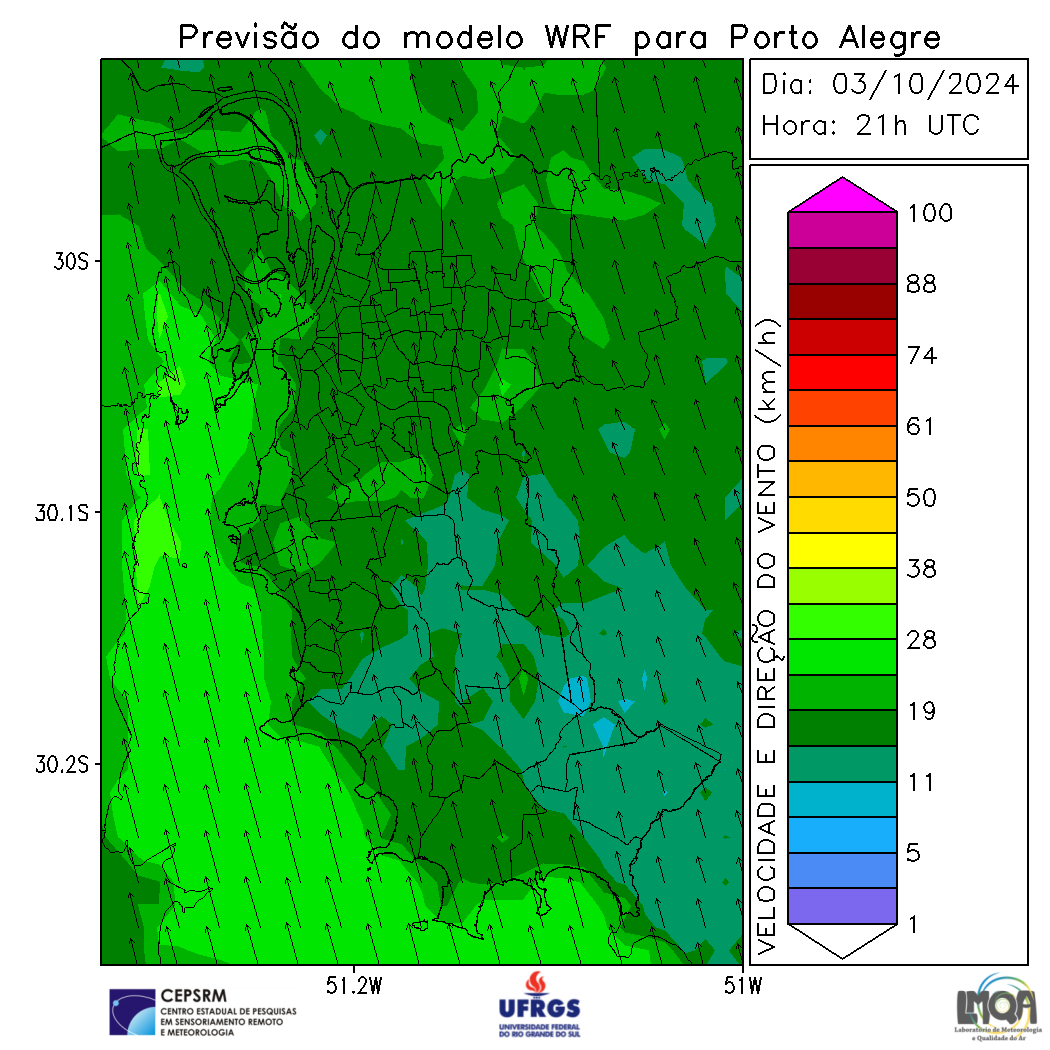 Previsão do modelo WRF para Porto Alegre
Dia: 03/10/2024
Hora: 21h UTC
30S
30.1S
30.2S
51.2W
51W
VELOCIDADE E DIREÇÃO DO VENTO (km/h)
100
88
74
61
50
38
28
19
11
5
1
CEPSRM
CENTRO ESTADUAL DE PESQUISAS
EM SENSORIAMENTO REMOTO
E METEOROLOGIA
UFRGS
UNIVERSIDADE FEDERAL
DO RIO GRANDE DO SUL
LMQA
Laboratório de Meteorologia
e Qualidade do Ar